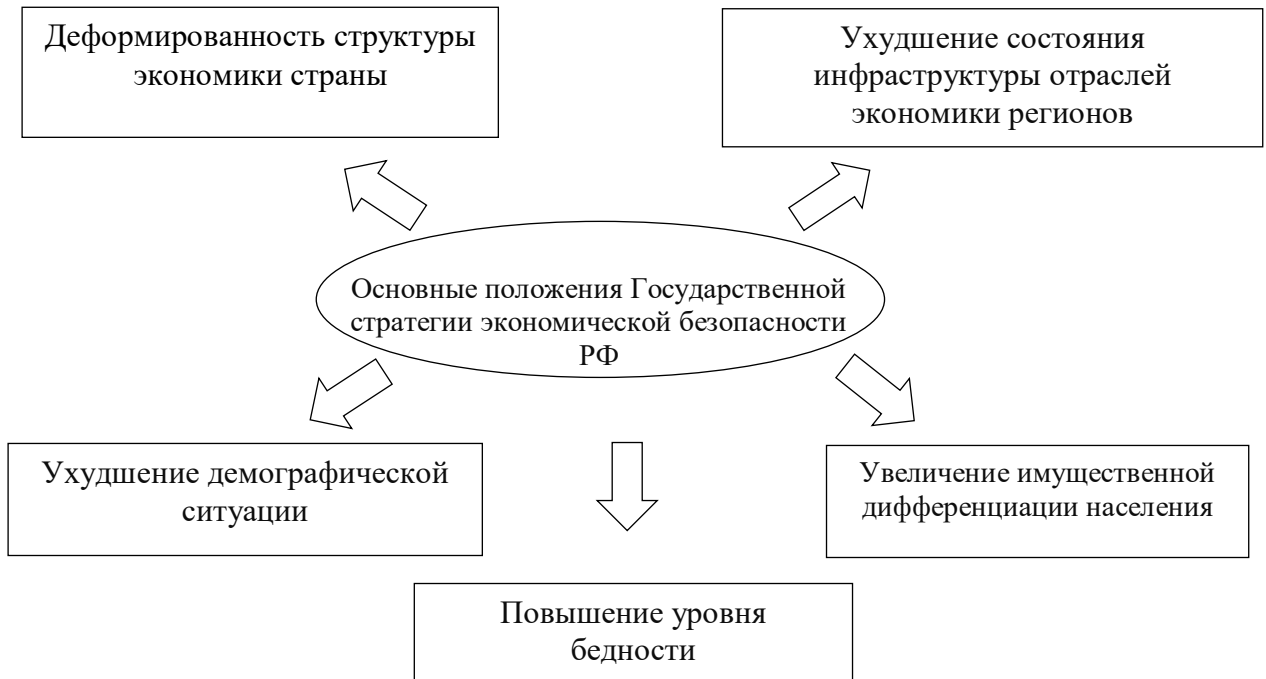 Деформированность структуры
экономики страны
Ухудшение состояния
инфраструктуры отраслей
экономики регионов
Основные положения Государственной
стратегии экономической безопасности
РФ
Ухудшение демографической
ситуации
Увеличение имущественной
дифференциации населения
Повышение уровня
бедности